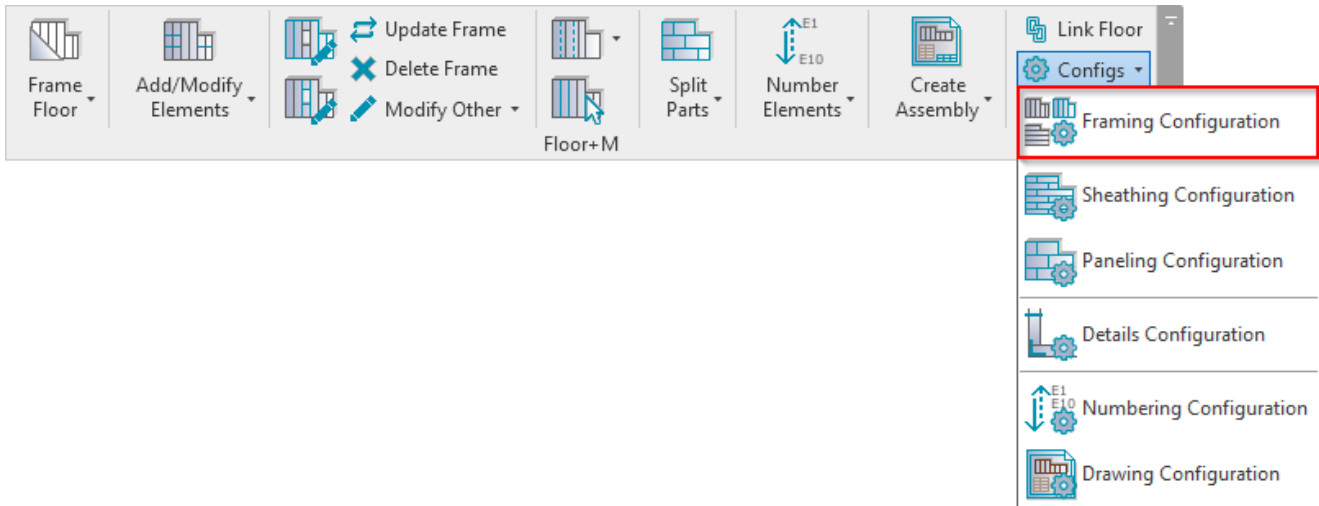 Frame
Floor
Add/Modify
Elements
Update Frame
Delete Frame
Modify Other
Split
Parts
E1
E10
Number
Elements
Create
Assembly
Link Floor
Configs
Floor+M
Framing Configuration
Sheathing Configuration
Paneling Configuration
Details Configuration
E1
E10
Numbering Configuration
Drawing Configuration